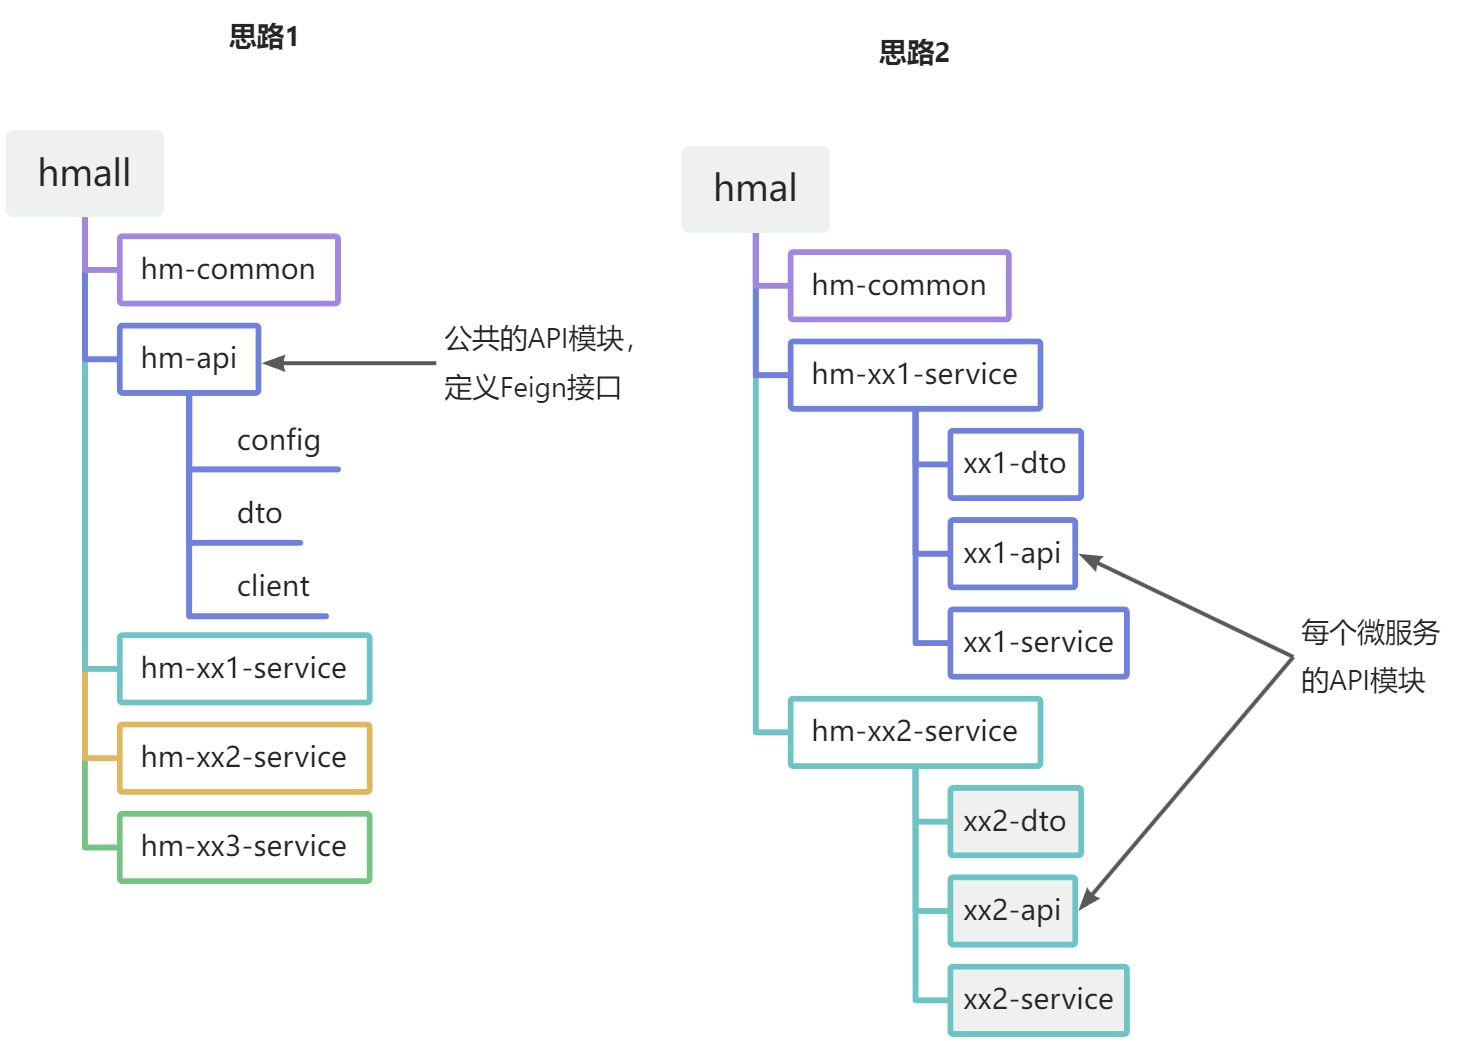 思路1
hmall
hm-common
hm-api
公共的API模块，
定义Feign接口
config
dto
client
hm-xx1-service
hm-xx2-service
hm-xx3-service
思路2
hmal
hm-common
hm-xx1-service
xx1-dto
xx1-api
xx1-service
每个微服务
的API模块
hm-xx2-service
xx2-dto
xx2-api
xx2-service